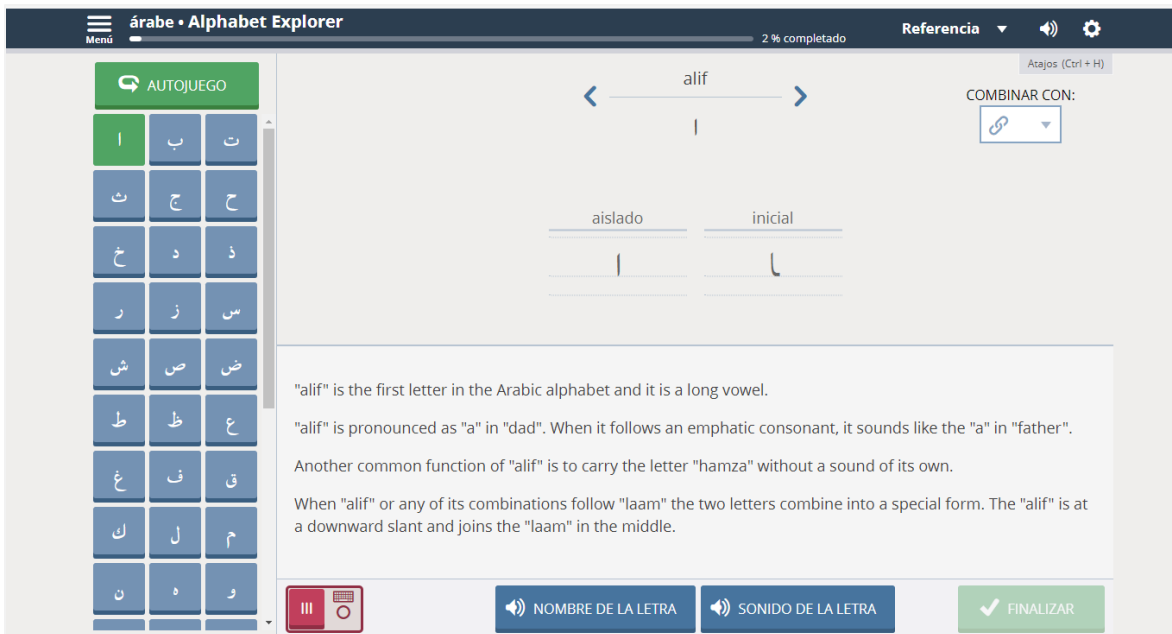 árabe • Alphabet Explorer
Menú
2 % completado
Referencia
Atajos (Ctrl + H)
AUTOJUEGO
ا ب ت
ث ج ح
خ د ذ
ر ز س
ش ص ض
ط ظ ع
غ ف ق
ك ل م
ن ه و
alif
ا
COMBINAR CON:
aislado inicial
ا ـا
"alif" is the first letter in the Arabic alphabet and it is a long vowel.
"alif" is pronounced as "a" in "dad". When it follows an emphatic consonant, it sounds like the "a" in "father".
Another common function of "alif" is to carry the letter "hamza" without a sound of its own.
When "alif" or any of its combinations follow "laam" the two letters combine into a special form. The "alif" is at
a downward slant and joins the "laam" in the middle.
NOMBRE DE LA LETRA
SONIDO DE LA LETRA
FINALIZAR